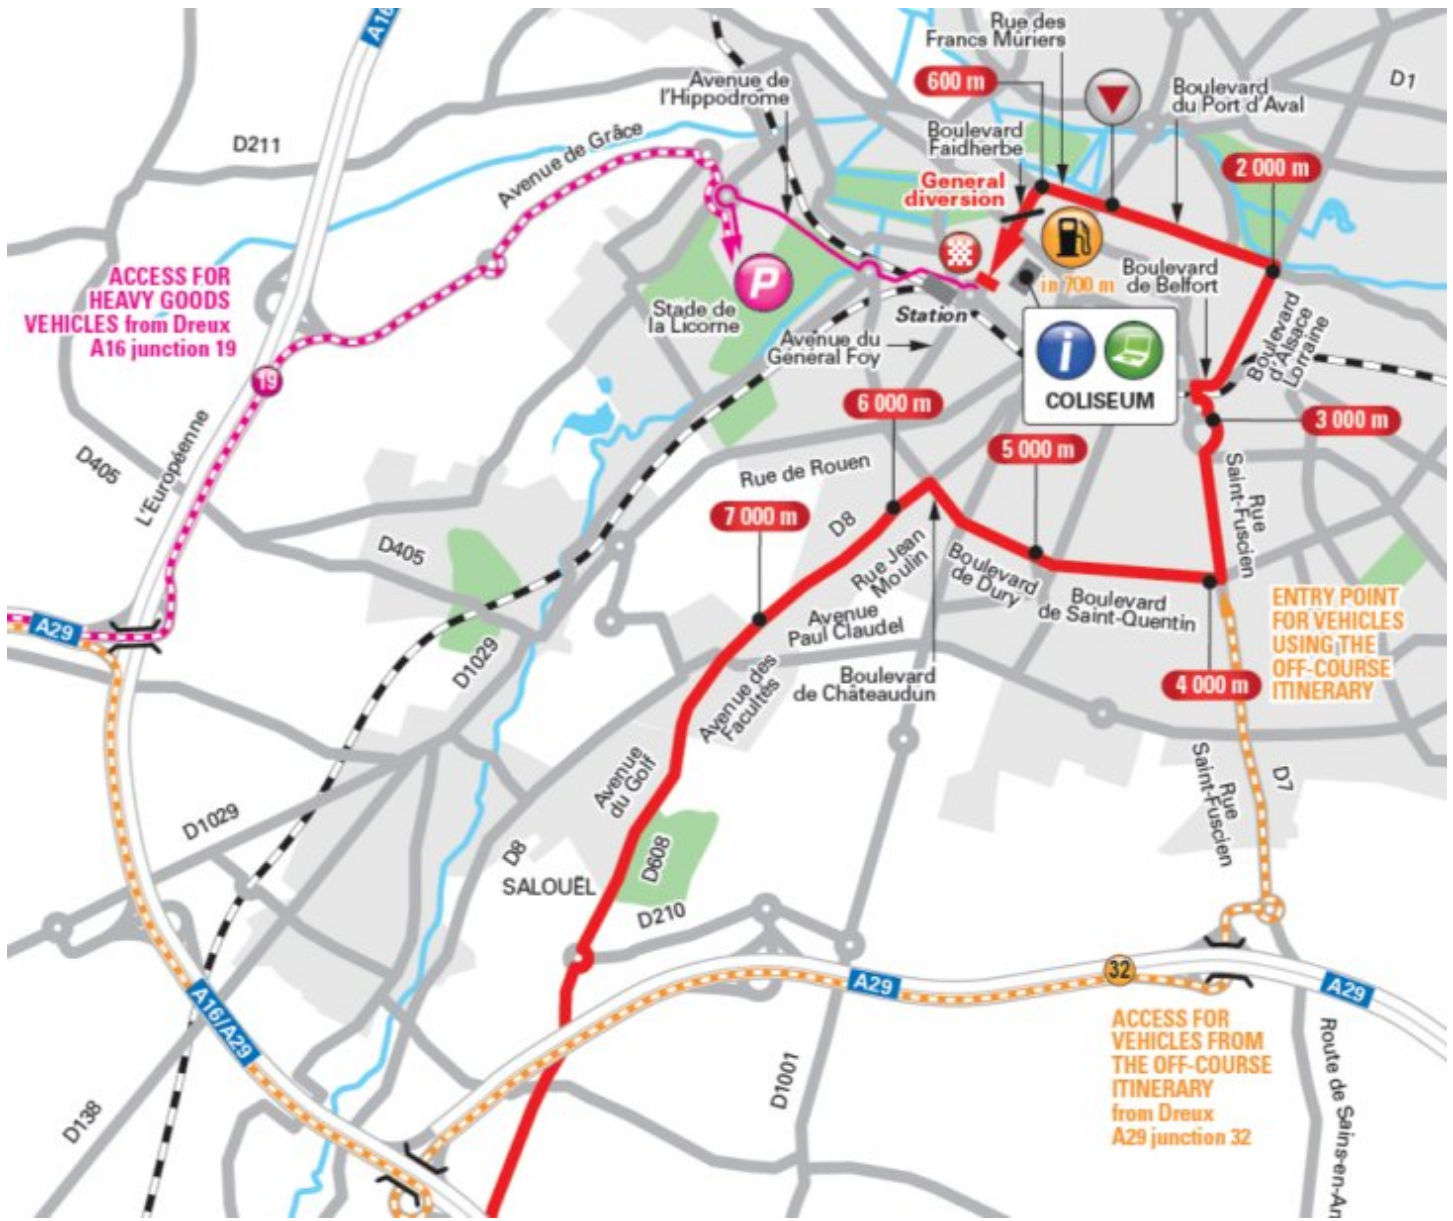 A16
Rue des
Francs Mûriers
600 m
Avenue de
l'Hippodrome
Boulevard
du Port d'Aval
D1
D211
Avenue de Grâce
Boulevard
Faidherbe
2 000 m
General
diversion
ACCESS FOR
HEAVY GOODS
VEHICLES from Dreux
A16 junction 19
P
Stade de
la Licorne
in 700 m
Boulevard
de Belfort
Station
Avenue du
Général Foy
i
COLISEUM
Boulevard
d'Alsace
Lorraine
19
6 000 m
3 000 m
5 000 m
L'Européenne
D405
Rue de Rouen
7 000 m
D8
Rue
Saint-Fuscien
D405
Rue Jean
Moulin
Boulevard
de Dury
Boulevard
de Saint-Quentin
ENTRY POINT
FOR VEHICLES
USING THE
OFF-COURSE
ITINERARY
A29
Avenue
Paul Claudel
D1029
Avenue des
Facultés
Boulevard
de Châteaudun
4 000 m
Avenue
du Golf
Rue
Saint-Fuscien
D7
D1029
D8
D608
SALOUËL
D210
A29
32
A29
A16/A29
ACCESS FOR
VEHICLES FROM
THE OFF-COURSE
ITINERARY
from Dreux
A29 junction 32
D1001
Route de Sains-en-Am
D138